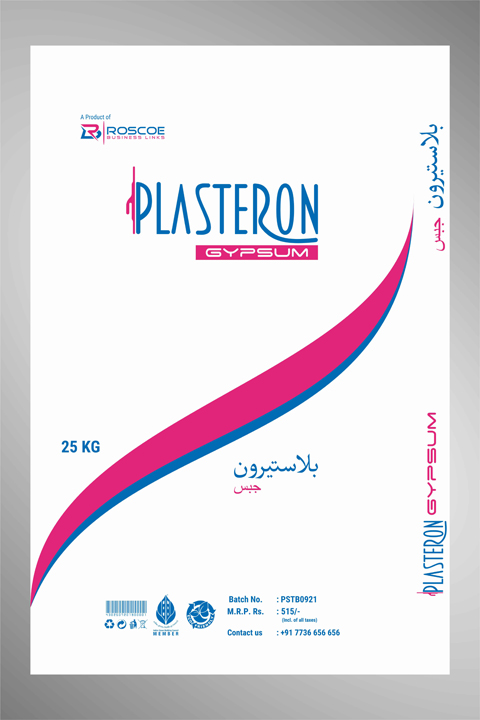 A Product of
ROSCOE
BUSINESS LINKS
PLASTERON
GYPSUM
25 KG
بلاستيرون
جبس
Batch No. : PSTB0921
M.R.P. Rs. : 515/-
(Incl. of all taxes)
Contact us : +91 7736 656 656
MEMBER
بلاستيرون جبس
PLASTERON GYPSUM